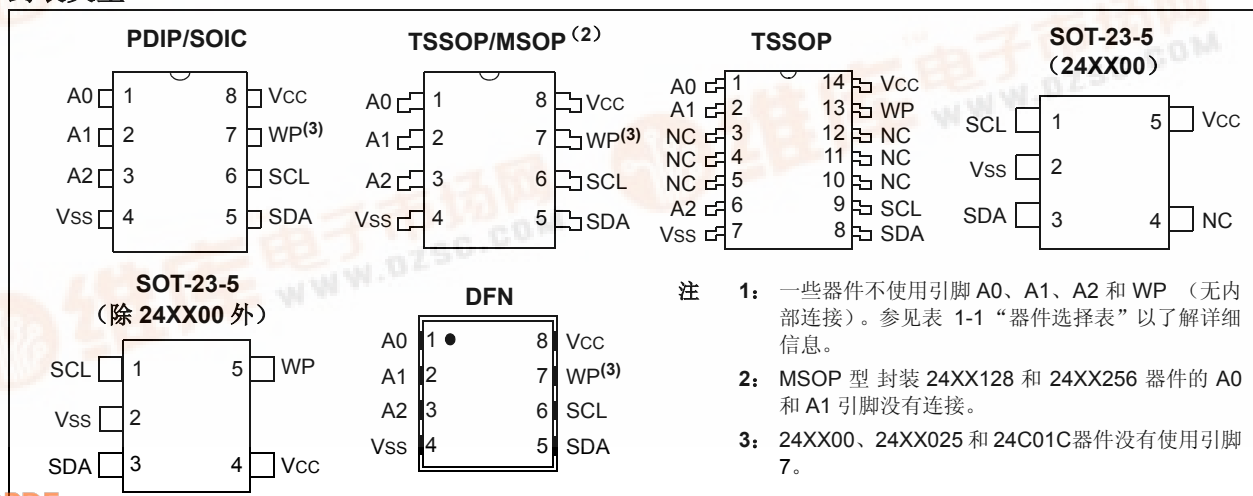 PDIP/SOIC
A0 1 8 VCC
A1 2 7 WP(3)
A2 3 6 SCL
VSS 4 5 SDA
TSSOP/MSOP(2)
A0 1 8 VCC
A1 2 7 WP(3)
A2 3 6 SCL
VSS 4 5 SDA
TSSOP
A0 1 14 VCC
A1 2 13 WP
NC 3 12 NC
NC 4 11 NC
NC 5 10 NC
A2 6 9 SCL
VSS 7 8 SDA
SOT-23-5
（24XX00）
SCL 1 5 VCC
VSS 2
SDA 3 4 NC
SOT-23-5
（除 24XX00 外）
SCL 1 5 WP
VSS 2
SDA 3 4 VCC
DFN
A0 1 8 VCC
A1 2 7 WP(3)
A2 3 6 SCL
VSS 4 5 SDA
注 1： 一些器件不使用引脚 A0、A1、A2 和 WP （无内
部连接）。参见表 1-1“器件选择表”以了解详细
信息。
2： MSOP 型 封装 24XX128 和 24XX256 器件的 A0
和 A1 引脚没有连接。
3： 24XX00、24XX025 和 24C01C器件没有使用引脚
7。
维库电子市场网
WWW.DZSC.COM